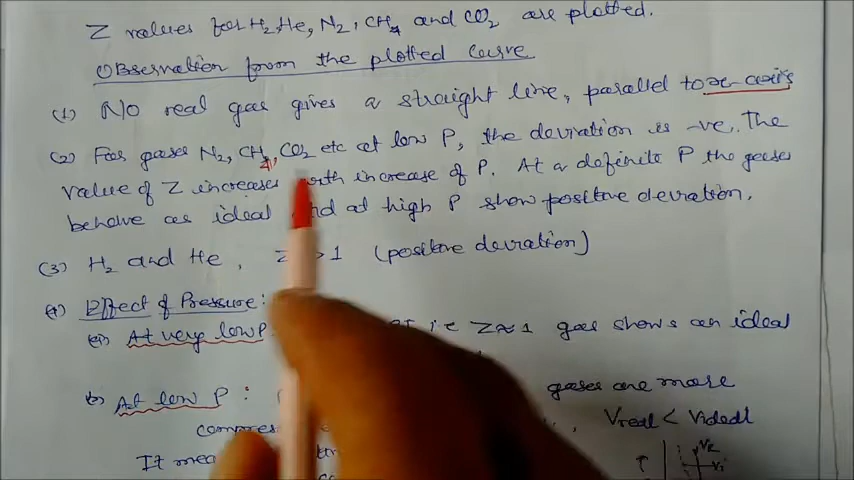 Z values for H2, He, N2, CH4 and CO2 are plotted.
Observation from the plotted curve
(1) No real gas gives a straight line, parallel to x-axis
(2) For gases N2, CH4, CO2 etc at low P, the deviation is -ve. The
value of Z increases with increase of P. At a definite P the gases
behave as ideal and at high P show positive deviation.
(3) H2 and He, Z > 1 (positive deviation)
(4) Effect of Pressure:
(a) At very low P i.e Z≈1 gas shows an ideal
(b) At low P: gases are more
Vreal < Videal
It